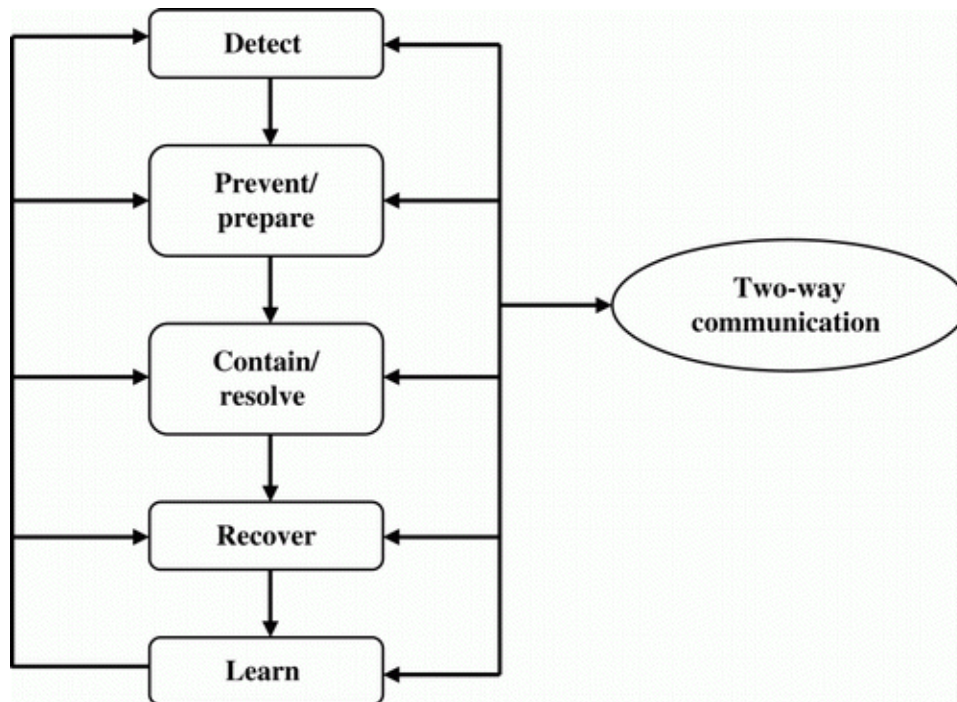 Detect
Prevent/
prepare
Contain/
resolve
Recover
Learn
Two-way
communication